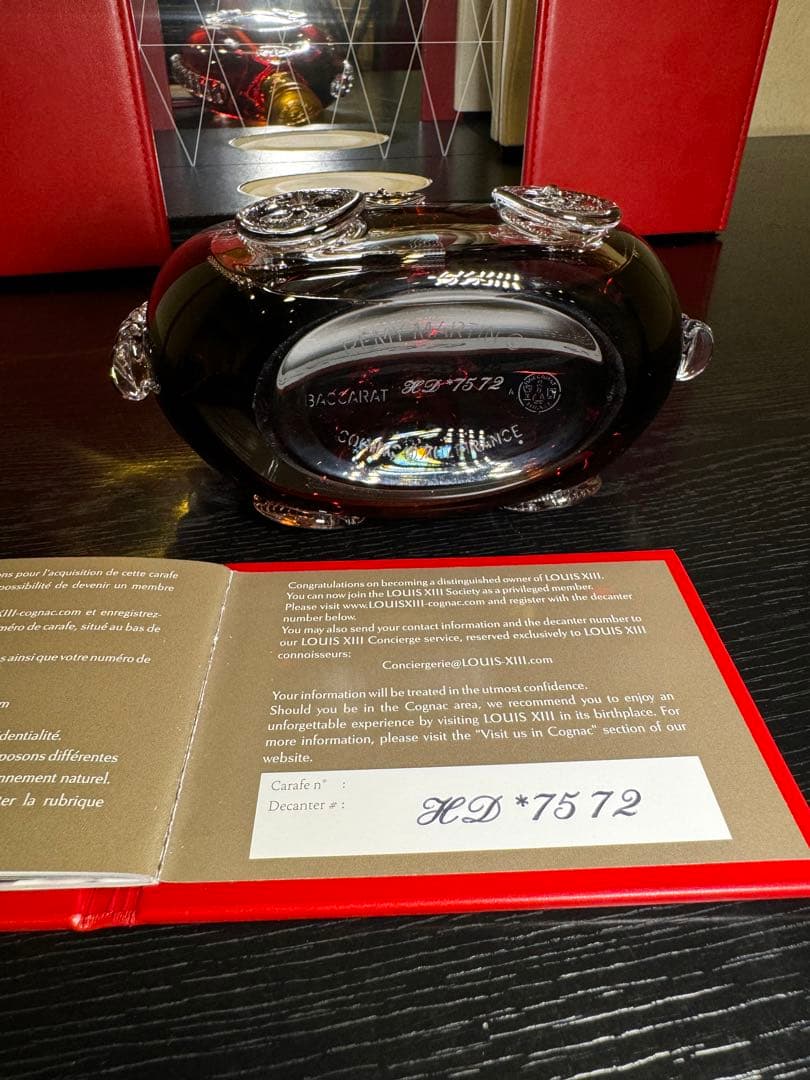 REMY MARTIN
BACCARAT HD*7572
COGNAC FRANCE
ns pour l'acquisition de cette carafe
possibilité de devenir un membre
XIII-cognac.com et enregistrez-
méro de carafe, situé au bas de
s ainsi que votre numéro de
m
dentialité.
posons différentes
nnement naturel.
ter la rubrique
Congratulations on becoming a distinguished owner of LOUIS XIII.
You can now join the LOUIS XIII Society as a privileged member.
Please visit www.LOUISXIII-cognac.com and register with the decanter
number below.
You may also send your contact information and the decanter number to
our LOUIS XIII Concierge service, reserved exclusively to LOUIS XIII
connoisseurs:
Conciergerie@LOUIS-XIII.com
Your information will be treated in the utmost confidence.
Should you be in the Cognac area, we recommend you to enjoy an
unforgettable experience by visiting LOUIS XIII in its birthplace. For
more information, please visit the "Visit us in Cognac" section of our
website.
Carafe n° :
Decanter # : HD *7572